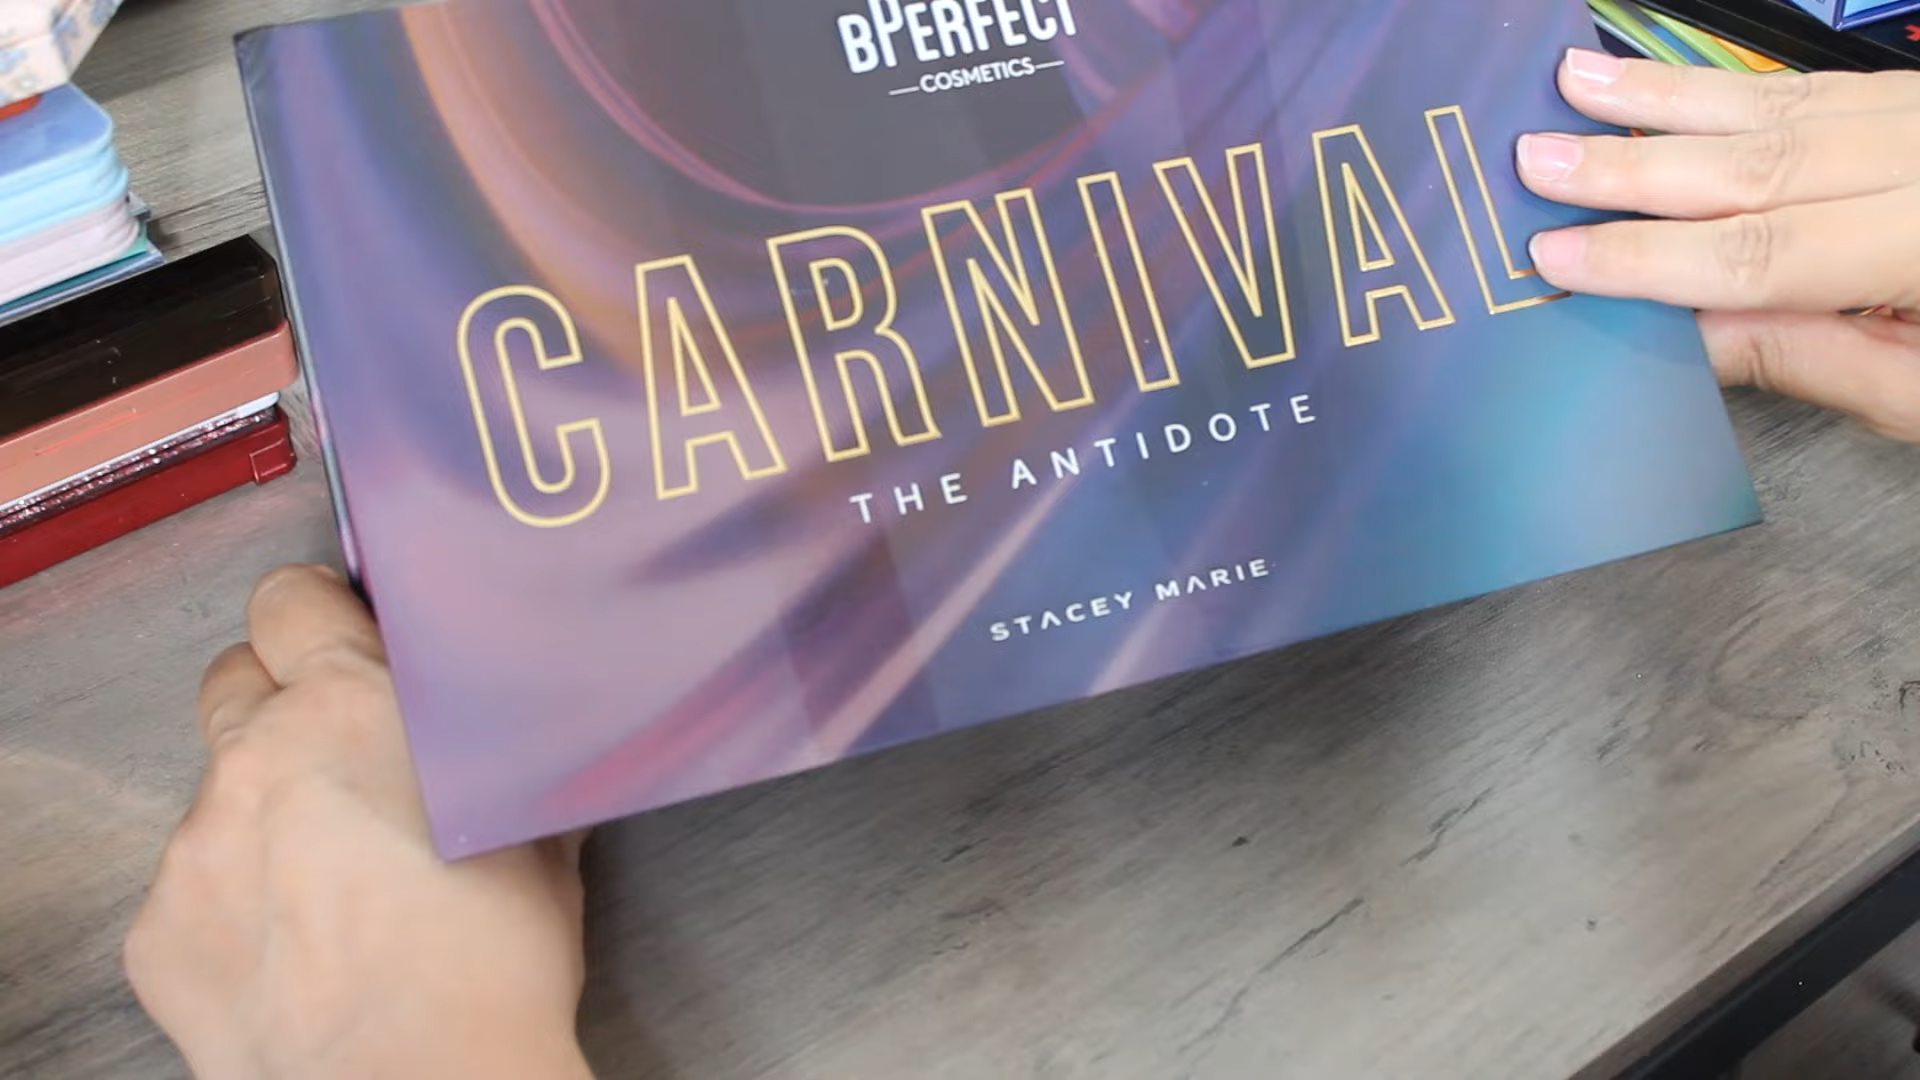 BPERFECT
COSMETICS
CARNIVAL
THE ANTIDOTE
STACEY MARIE